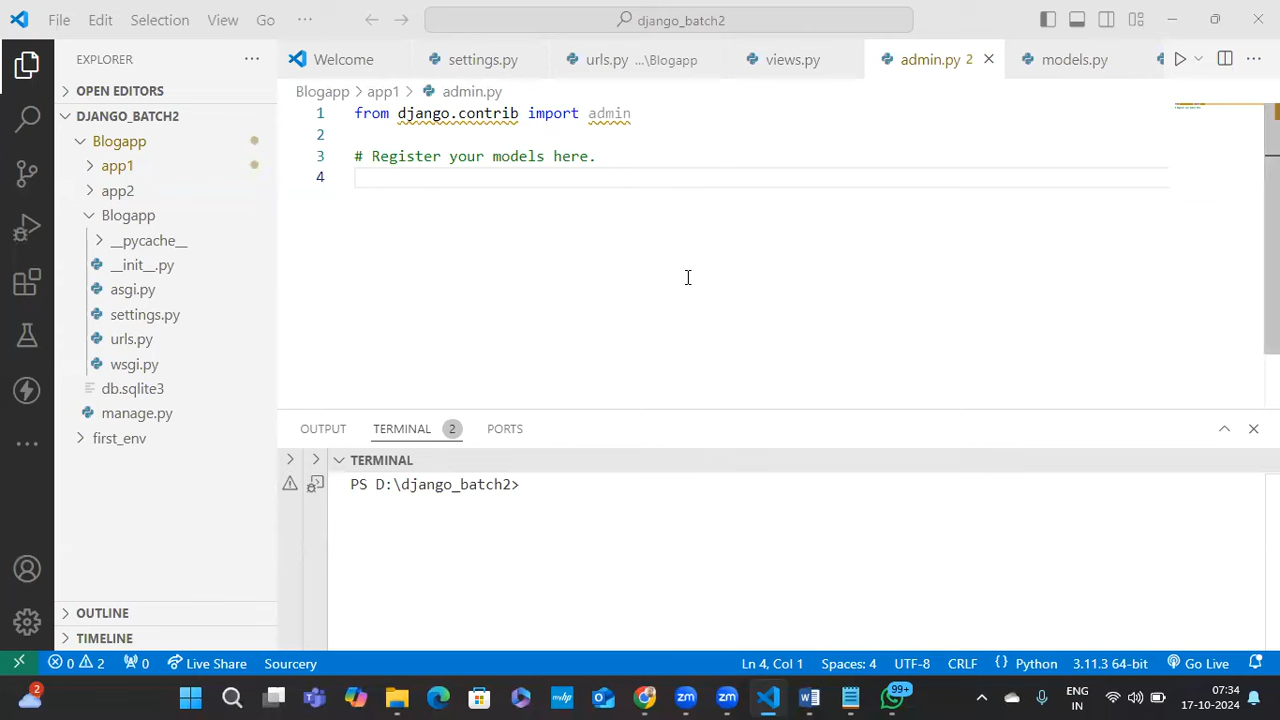 File Edit Selection View Go ··· django_batch2
EXPLORER ···
OPEN EDITORS
DJANGO_BATCH2
Blogapp
app1
app2
Blogapp
__pycache__
__init__.py
asgi.py
settings.py
urls.py
wsgi.py
db.sqlite3
manage.py
first_env
OUTLINE
TIMELINE
Welcome settings.py urls.py ...\Blogapp views.py admin.py 2 models.py
Blogapp > app1 > admin.py
1 from django.contrib import admin
2
3 # Register your models here.
4
OUTPUT TERMINAL 2 PORTS
TERMINAL
PS D:\django_batch2>
0 2 0 Live Share Sourcery Ln 4, Col 1 Spaces: 4 UTF-8 CRLF {} Python 3.11.3 64-bit Go Live
2 zm zm 99+ ENG
IN 07:34
17-10-2024